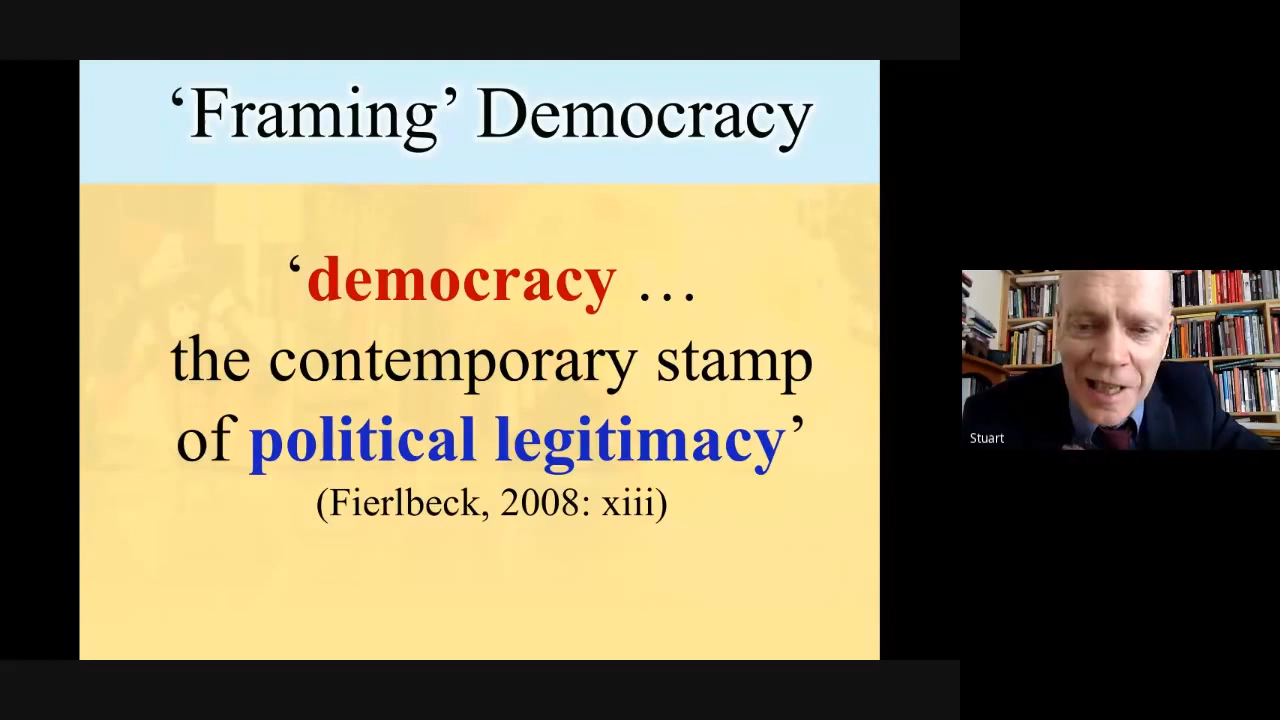 ‘Framing’ Democracy
‘democracy …
the contemporary stamp
of political legitimacy’
(Fierlbeck, 2008: xiii)
Stuart